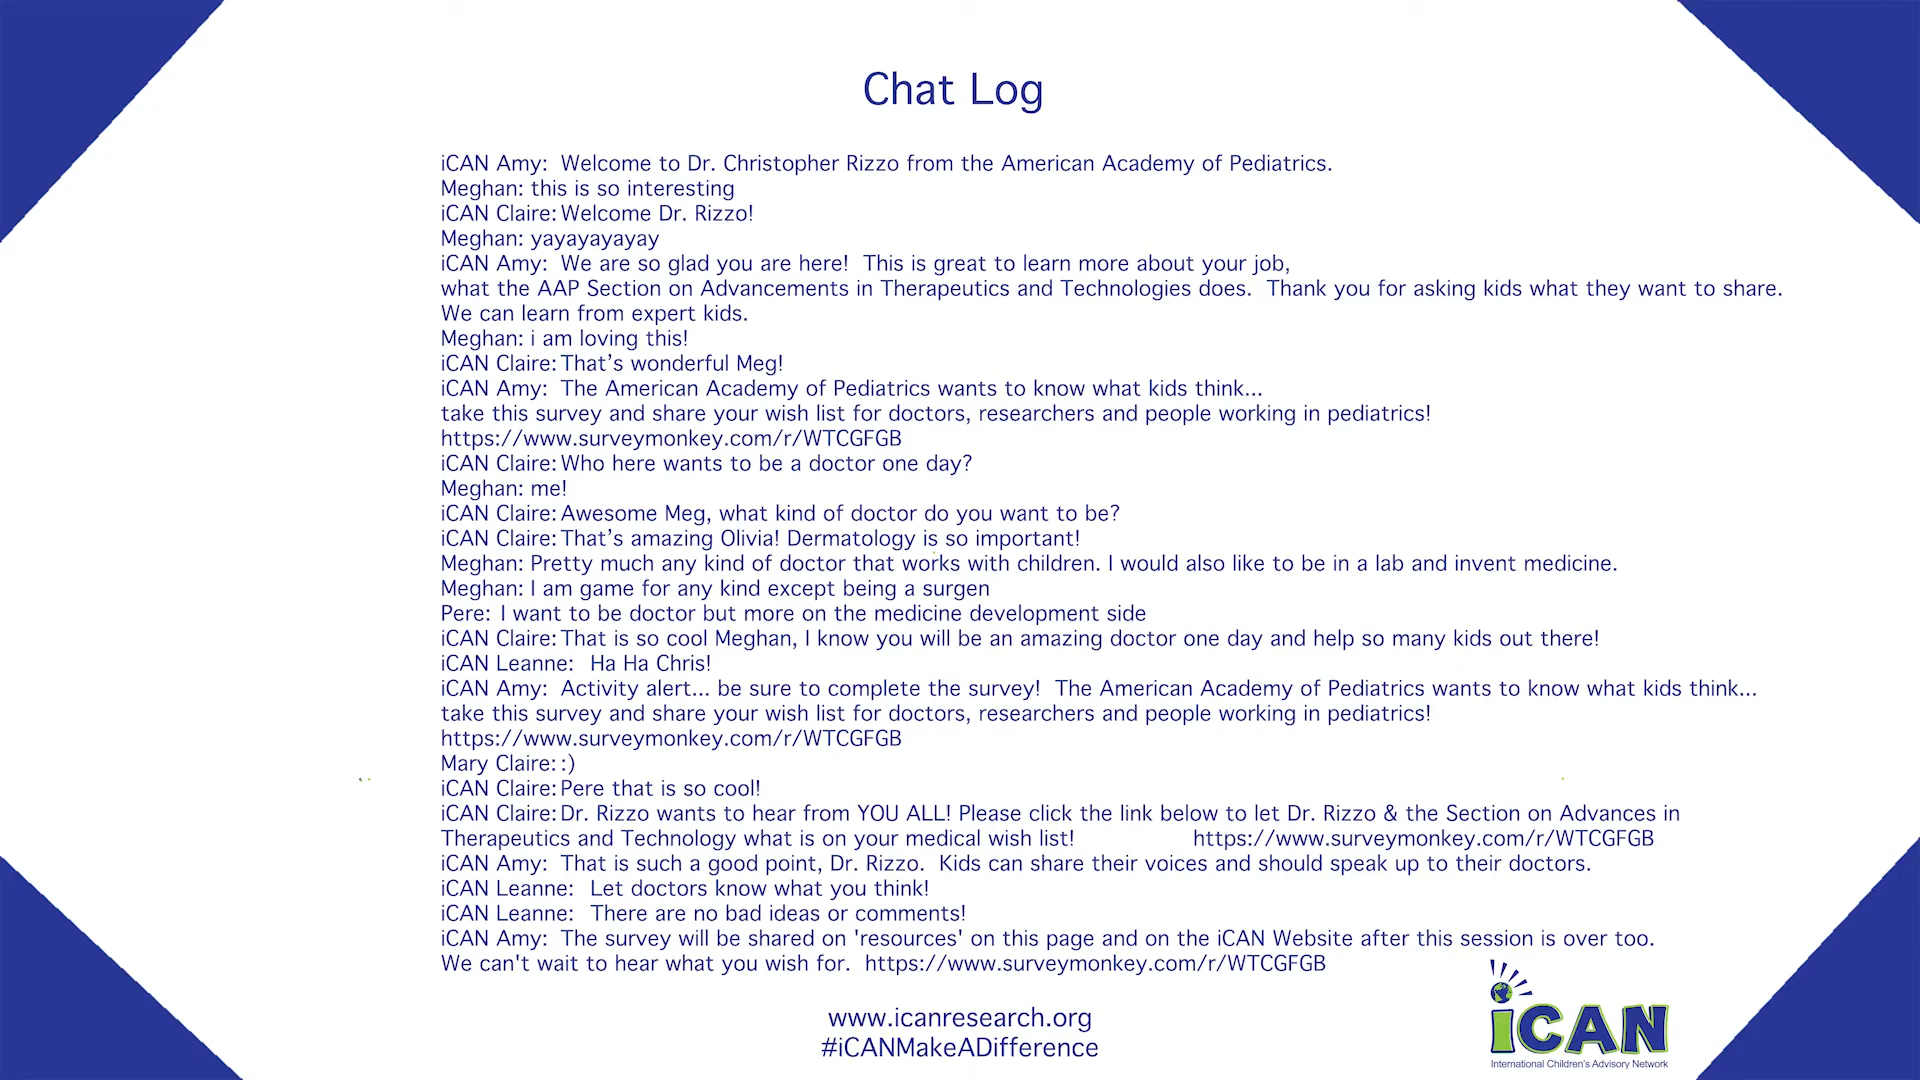 Chat Log
iCAN Amy:  Welcome to Dr. Christopher Rizzo from the American Academy of Pediatrics.
Meghan: this is so interesting
iCAN Claire: Welcome Dr. Rizzo!
Meghan: yayayayayay
iCAN Amy:  We are so glad you are here!  This is great to learn more about your job,
what the AAP Section on Advancements in Therapeutics and Technologies does.  Thank you for asking kids what they want to share.
We can learn from expert kids.
Meghan: i am loving this!
iCAN Claire: That’s wonderful Meg!
iCAN Amy:  The American Academy of Pediatrics wants to know what kids think...
take this survey and share your wish list for doctors, researchers and people working in pediatrics!
https://www.surveymonkey.com/r/WTCGFGB
iCAN Claire: Who here wants to be a doctor one day?
Meghan: me!
iCAN Claire: Awesome Meg, what kind of doctor do you want to be?
iCAN Claire: That’s amazing Olivia! Dermatology is so important!
Meghan: Pretty much any kind of doctor that works with children. I would also like to be in a lab and invent medicine.
Meghan: I am game for any kind except being a surgen
Pere: I want to be doctor but more on the medicine development side
iCAN Claire: That is so cool Meghan, I know you will be an amazing doctor one day and help so many kids out there!
iCAN Leanne:  Ha Ha Chris!
iCAN Amy:  Activity alert... be sure to complete the survey!  The American Academy of Pediatrics wants to know what kids think...
take this survey and share your wish list for doctors, researchers and people working in pediatrics!
https://www.surveymonkey.com/r/WTCGFGB
Mary Claire: :)
iCAN Claire: Pere that is so cool!
iCAN Claire: Dr. Rizzo wants to hear from YOU ALL! Please click the link below to let Dr. Rizzo & the Section on Advances in
Therapeutics and Technology what is on your medical wish list!  https://www.surveymonkey.com/r/WTCGFGB
iCAN Amy:  That is such a good point, Dr. Rizzo.  Kids can share their voices and should speak up to their doctors.
iCAN Leanne:  Let doctors know what you think!
iCAN Leanne:  There are no bad ideas or comments!
iCAN Amy:  The survey will be shared on 'resources' on this page and on the iCAN Website after this session is over too.
We can't wait to hear what you wish for.  https://www.surveymonkey.com/r/WTCGFGB
www.icanresearch.org
#iCANMakeADifference
iCAN
International Children's Advisory Network